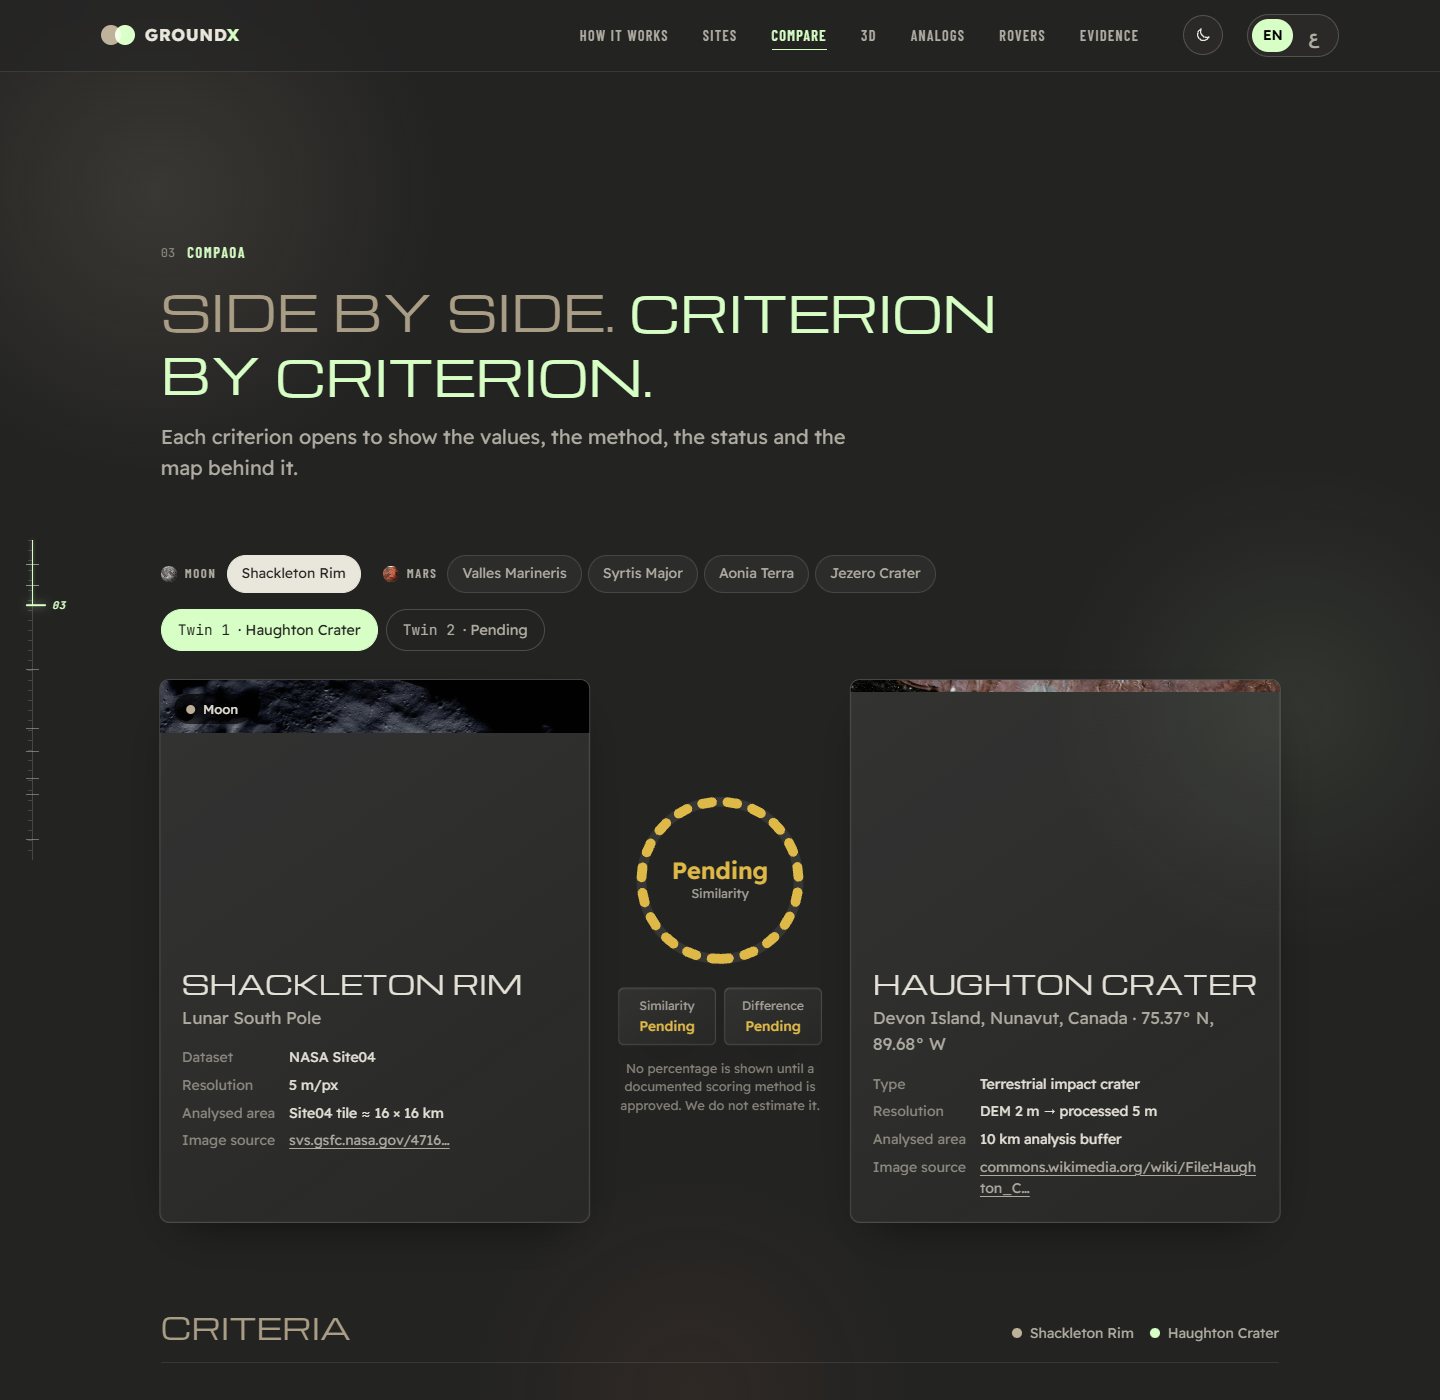 GROUNDX
HOW IT WORKS
SITES
COMPARE
3D
ANALOGS
ROVERS
EVIDENCE
EN
ع
03 COMPAOA
SIDE BY SIDE. CRITERION
BY CRITERION.
Each criterion opens to show the values, the method, the status and the
map behind it.
03
MOON
Shackleton Rim
MARS
Valles Marineris
Syrtis Major
Aonia Terra
Jezero Crater
Twin 1 · Haughton Crater
Twin 2 · Pending
Moon
SHACKLETON RIM
Lunar South Pole
Dataset NASA Site04
Resolution 5 m/px
Analysed area Site04 tile ≈ 16 × 16 km
Image source svs.gsfc.nasa.gov/4716…
Pending
Similarity
Similarity
Pending
Difference
Pending
No percentage is shown until a
documented scoring method is
approved. We do not estimate it.
HAUGHTON CRATER
Devon Island, Nunavut, Canada · 75.37° N,
89.68° W
Type Terrestrial impact crater
Resolution DEM 2 m → processed 5 m
Analysed area 10 km analysis buffer
Image source commons.wikimedia.org/wiki/File:Haugh
ton_C…
CRITERIA
Shackleton Rim
Haughton Crater